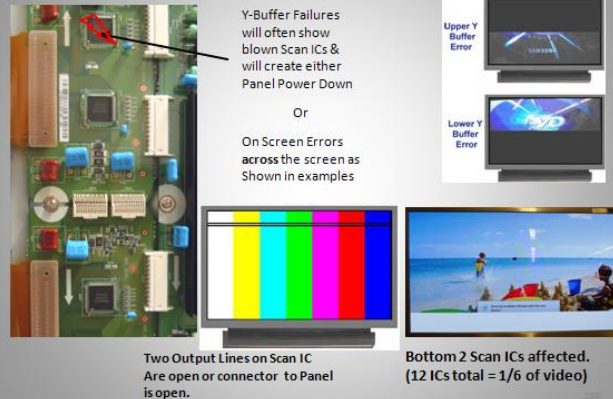 Y-Buffer Failures
will often show
blown Scan ICs &
will create either
Panel Power Down
Or
On Screen Errors
across the screen as
Shown in examples
Upper Y
Buffer
Error
SAMSUNG
Lower Y
Buffer
Error
Two Output Lines on Scan IC
Are open or connector to Panel
is open.
Bottom 2 Scan ICs affected.
(12 ICs total = 1/6 of video)